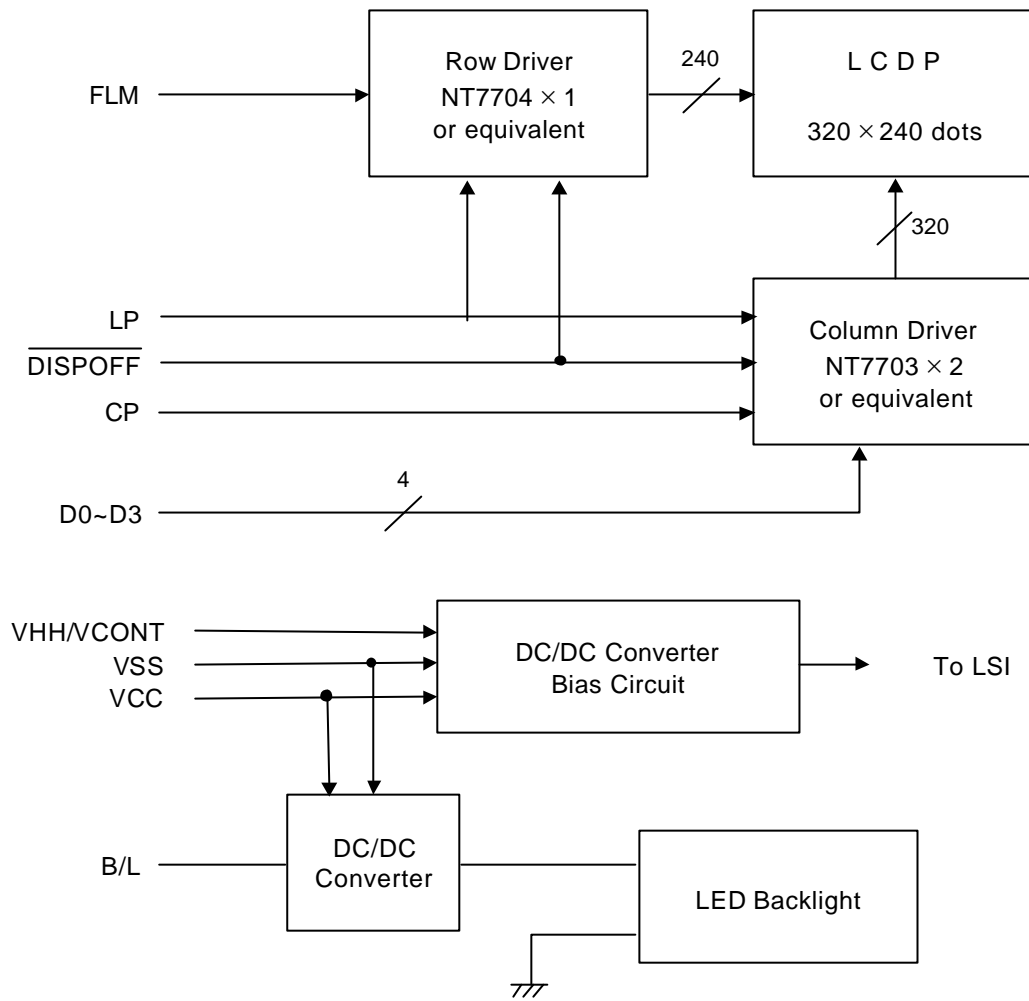 FLM
Row Driver
NT7704 × 1
or equivalent
240
L C D P
320 × 240 dots
320
LP
DISPOFF
CP
Column Driver
NT7703 × 2
or equivalent
D0~D3
4
VHH/VCONT
VSS
VCC
DC/DC Converter
Bias Circuit
To LSI
B/L
DC/DC
Converter
LED Backlight